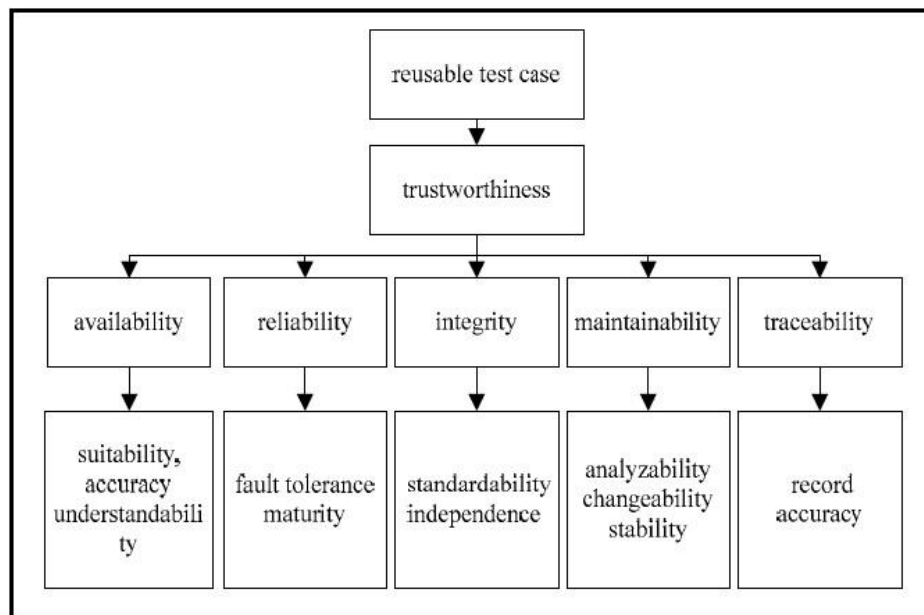 reusable test case
trustworthiness
availability
reliability
integrity
maintainability
traceability
suitability,
accuracy
understandabili
ty
fault tolerance
maturity
standardability
independence
analyzability
changeability
stability
record
accuracy